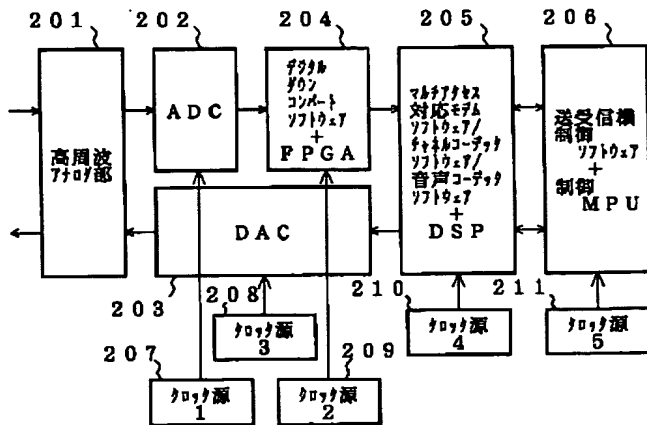 201
202
204
205
206
高周波
アナログ部
ADC
デジタル
ダウン
コンバート
ソフトウェア
+
FPGA
マルチアクセス
対応モデム
ソフトウェア/
チャネルコーデック
ソフトウェア/
音声コーデック
ソフトウェア
+
DSP
送受信機
制御
ソフトウェア
+
制御
MPU
DAC
203
208
210
211
クロック源
3
クロック源
4
クロック源
5
207
209
クロック源
1
クロック源
2